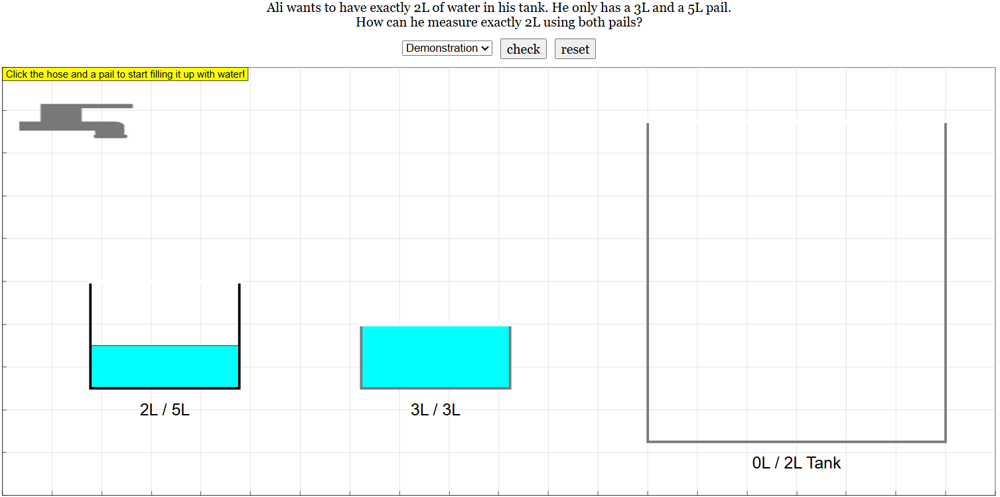 Ali wants to have exactly 2L of water in his tank. He only has a 3L and a 5L pail.
How can he measure exactly 2L using both pails?
Demonstration check reset
Click the hose and a pail to start filling it up with water!
2L / 5L
3L / 3L
0L / 2L Tank